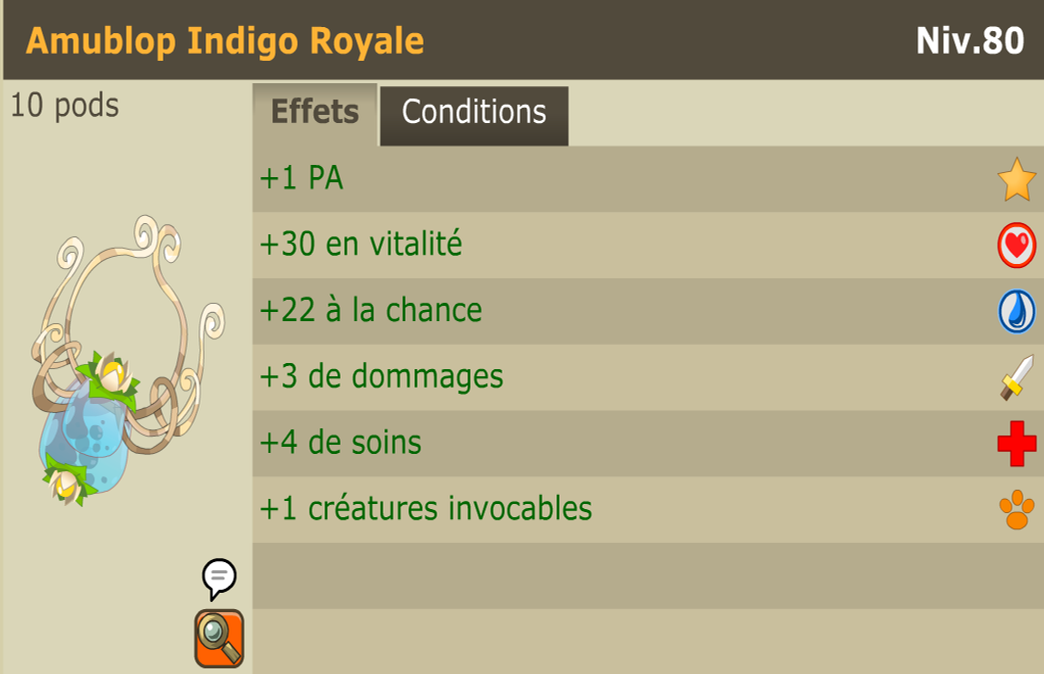 Amublop Indigo Royale
Niv.80
10 pods
Effets
Conditions
+1 PA
+30 en vitalité
+22 à la chance
+3 de dommages
+4 de soins
+1 créatures invocables